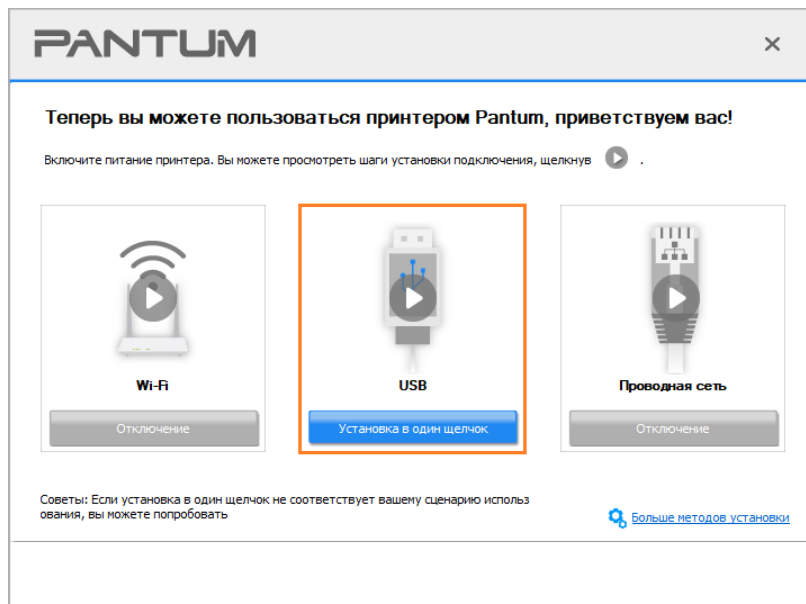 PANTUM
Теперь вы можете пользоваться принтером Pantum, приветствуем вас!
Включите питание принтера. Вы можете просмотреть шаги установки подключения, щелкнув .
Wi-Fi
USB
Проводная сеть
Отключение
Установка в один щелчок
Отключение
Советы: Если установка в один щелчок не соответствует вашему сценарию использ
ования, вы можете попробовать
Больше методов установки